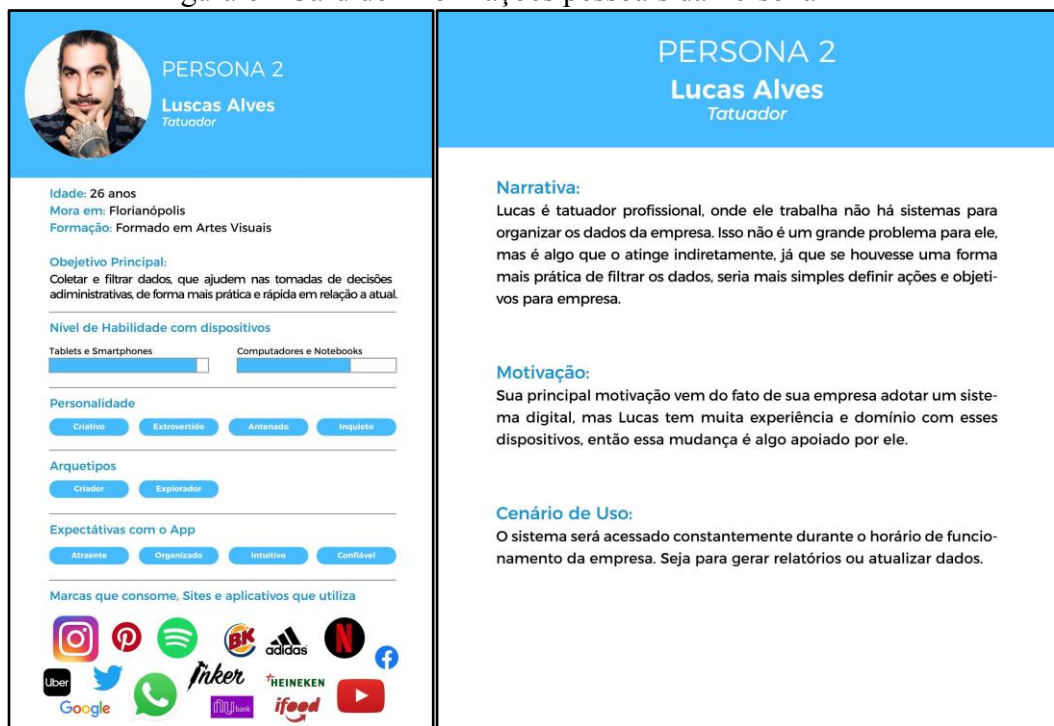 PERSONA 2
Luscas Alves
Tatuador
Idade: 26 anos
Mora em: Florianópolis
Formação: Formado em Artes Visuais
Objetivo Principal:
Coletar e filtrar dados, que ajudem nas tomadas de decisões
adiministrativas, de forma mais prática e rápida em relação a atual.
Nível de Habilidade com dispositivos
Tablets e Smartphones
Computadores e Notebooks
Personalidade
Criativo Extrovertido Antenado Inquieto
Arquetipos
Criador Explorador
Expectátivas com o App
Atraente Organizado Intuitivo Confiável
Marcas que consome, Sites e aplicativos que utiliza
BK
adidas
N
Uber
Inker
HEINEKEN
Google
nu bank
ifood
PERSONA 2
Lucas Alves
Tatuador
Narrativa:
Lucas é tatuador profissional, onde ele trabalha não há sistemas para
organizar os dados da empresa. Isso não é um grande problema para ele,
mas é algo que o atinge indiretamente, já que se houvesse uma forma
mais prática de filtrar os dados, seria mais simples definir ações e objeti-
vos para empresa.
Motivação:
Sua principal motivação vem do fato de sua empresa adotar um siste-
ma digital, mas Lucas tem muita experiência e domínio com esses
dispositivos, então essa mudança é algo apoiado por ele.
Cenário de Uso:
O sistema será acessado constantemente durante o horário de funcio-
namento da empresa. Seja para gerar relatórios ou atualizar dados.